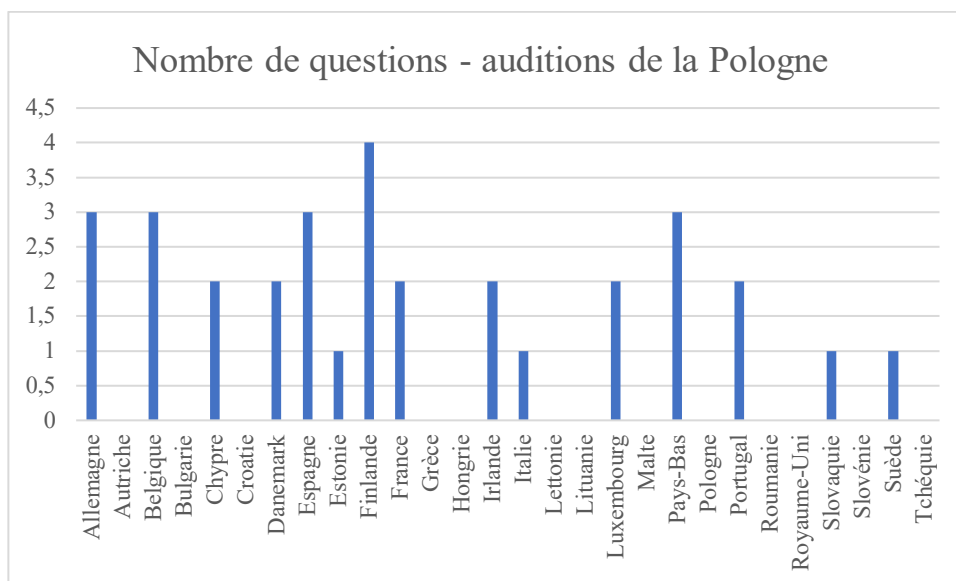 Nombre de questions - auditions de la Pologne
4,5
4
3,5
3
2,5
2
1,5
1
0,5
0
Allemagne
Autriche
Belgique
Bulgarie
Chypre
Croatie
Danemark
Espagne
Estonie
Finlande
France
Grèce
Hongrie
Irlande
Italie
Lettonie
Lituanie
Luxembourg
Malte
Pays-Bas
Pologne
Portugal
Roumanie
Royaume-Uni
Slovaquie
Slovénie
Suède
Tchéquie